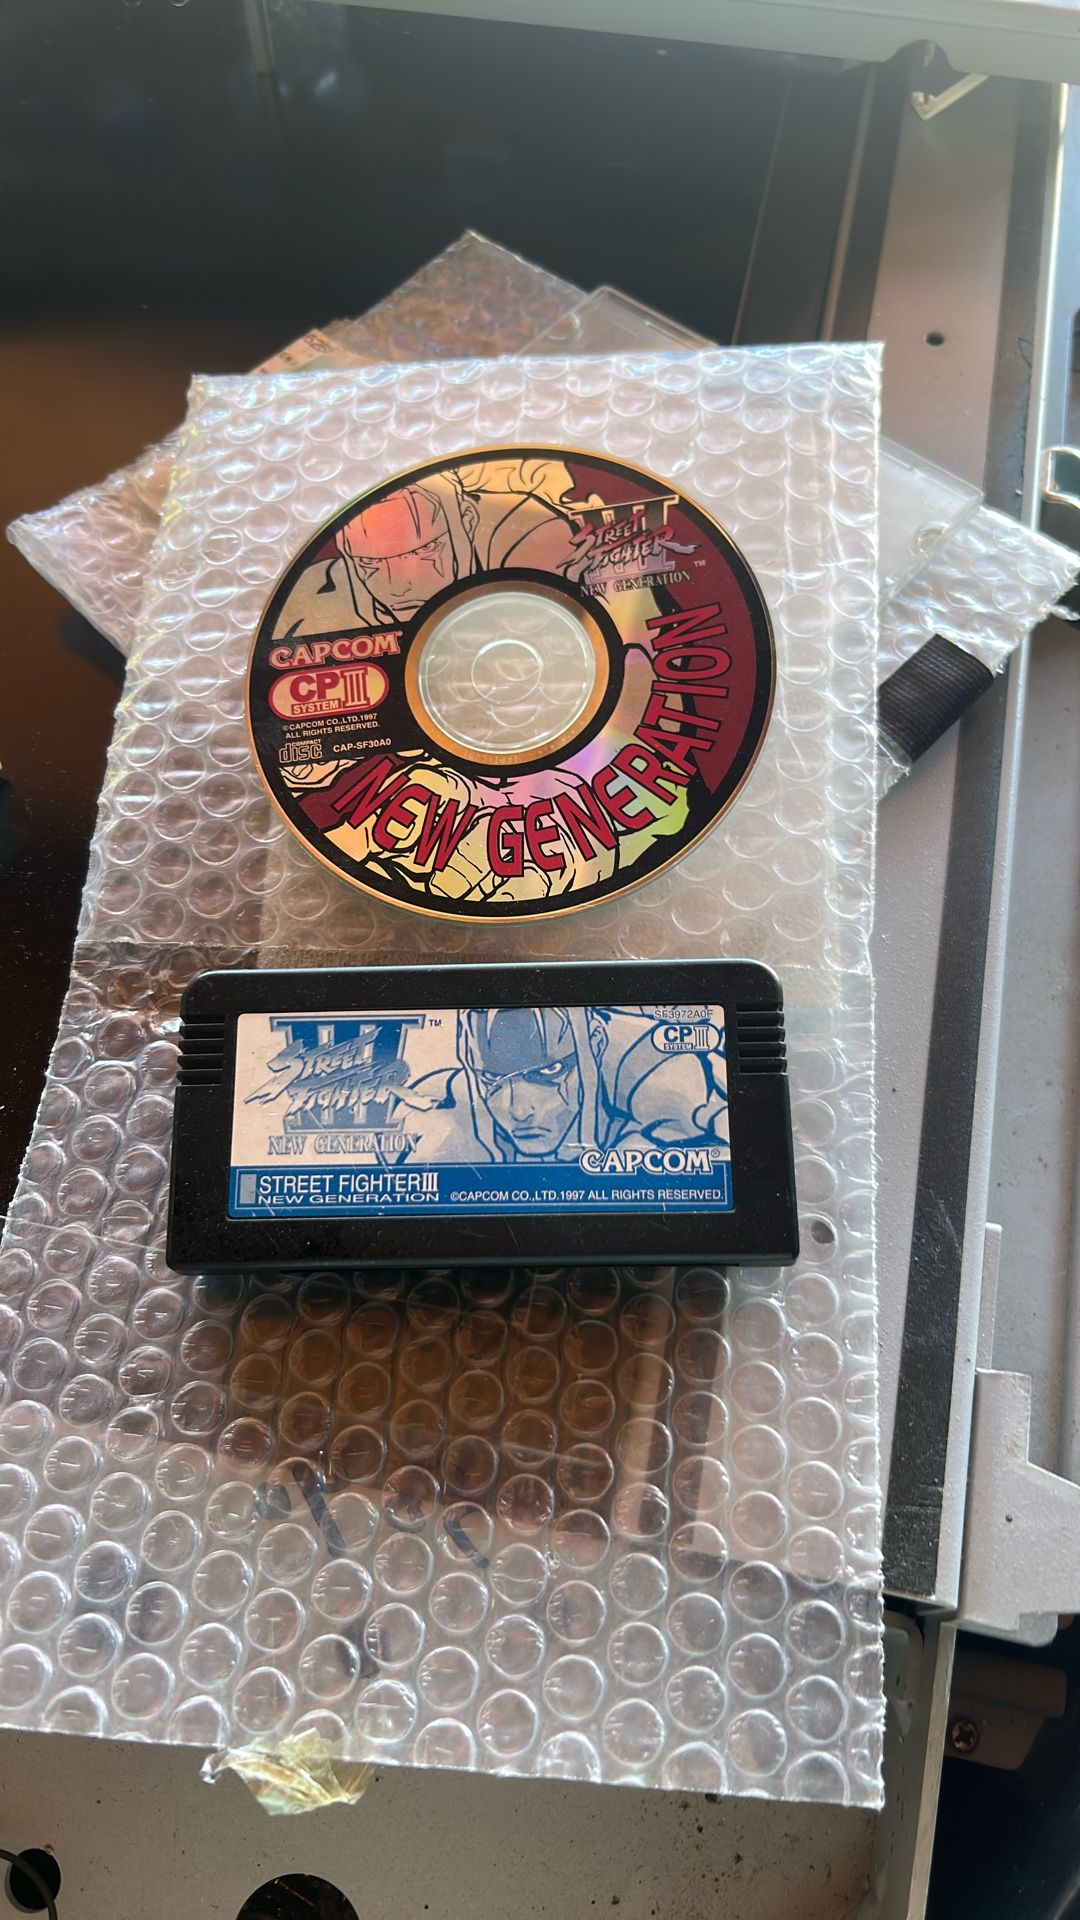 III
STREET
FIGHTER
TM
NEW GENERATION
CAPCOM®
CP III
SYSTEM
©CAPCOM CO.,LTD.1997
ALL RIGHTS RESERVED.
COMPACT
disc
CAP-SF30A0
NEW GENERATION
SF3972A0F
III
STREET
FIGHTER
TM
NEW GENERATION
CP III
SYSTEM
CAPCOM®
STREET FIGHTER III
NEW GENERATION ©CAPCOM CO.,LTD.1997 ALL RIGHTS RESERVED.